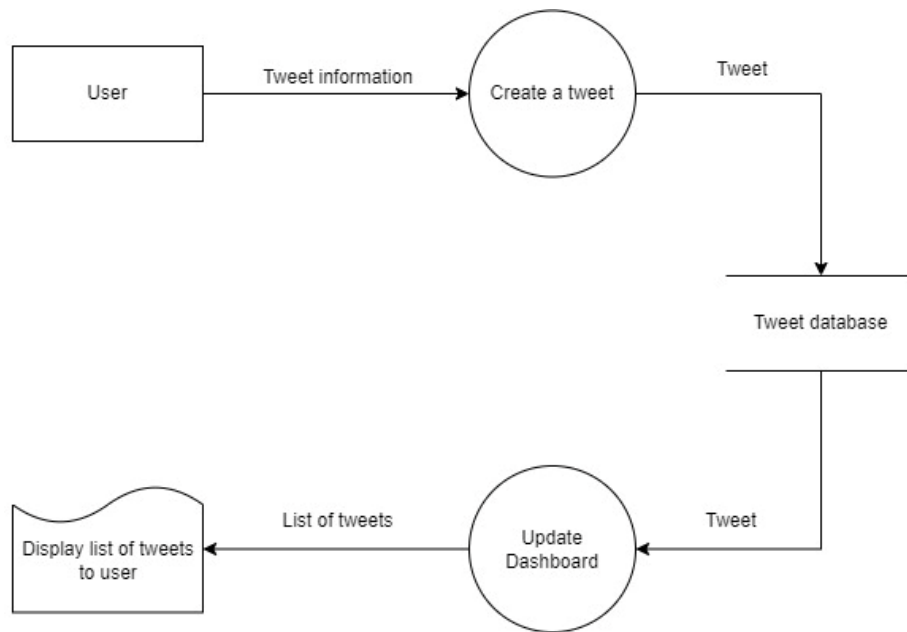 User
Tweet information
Create a tweet
Tweet
Tweet database
Tweet
Update
Dashboard
List of tweets
Display list of tweets
to user